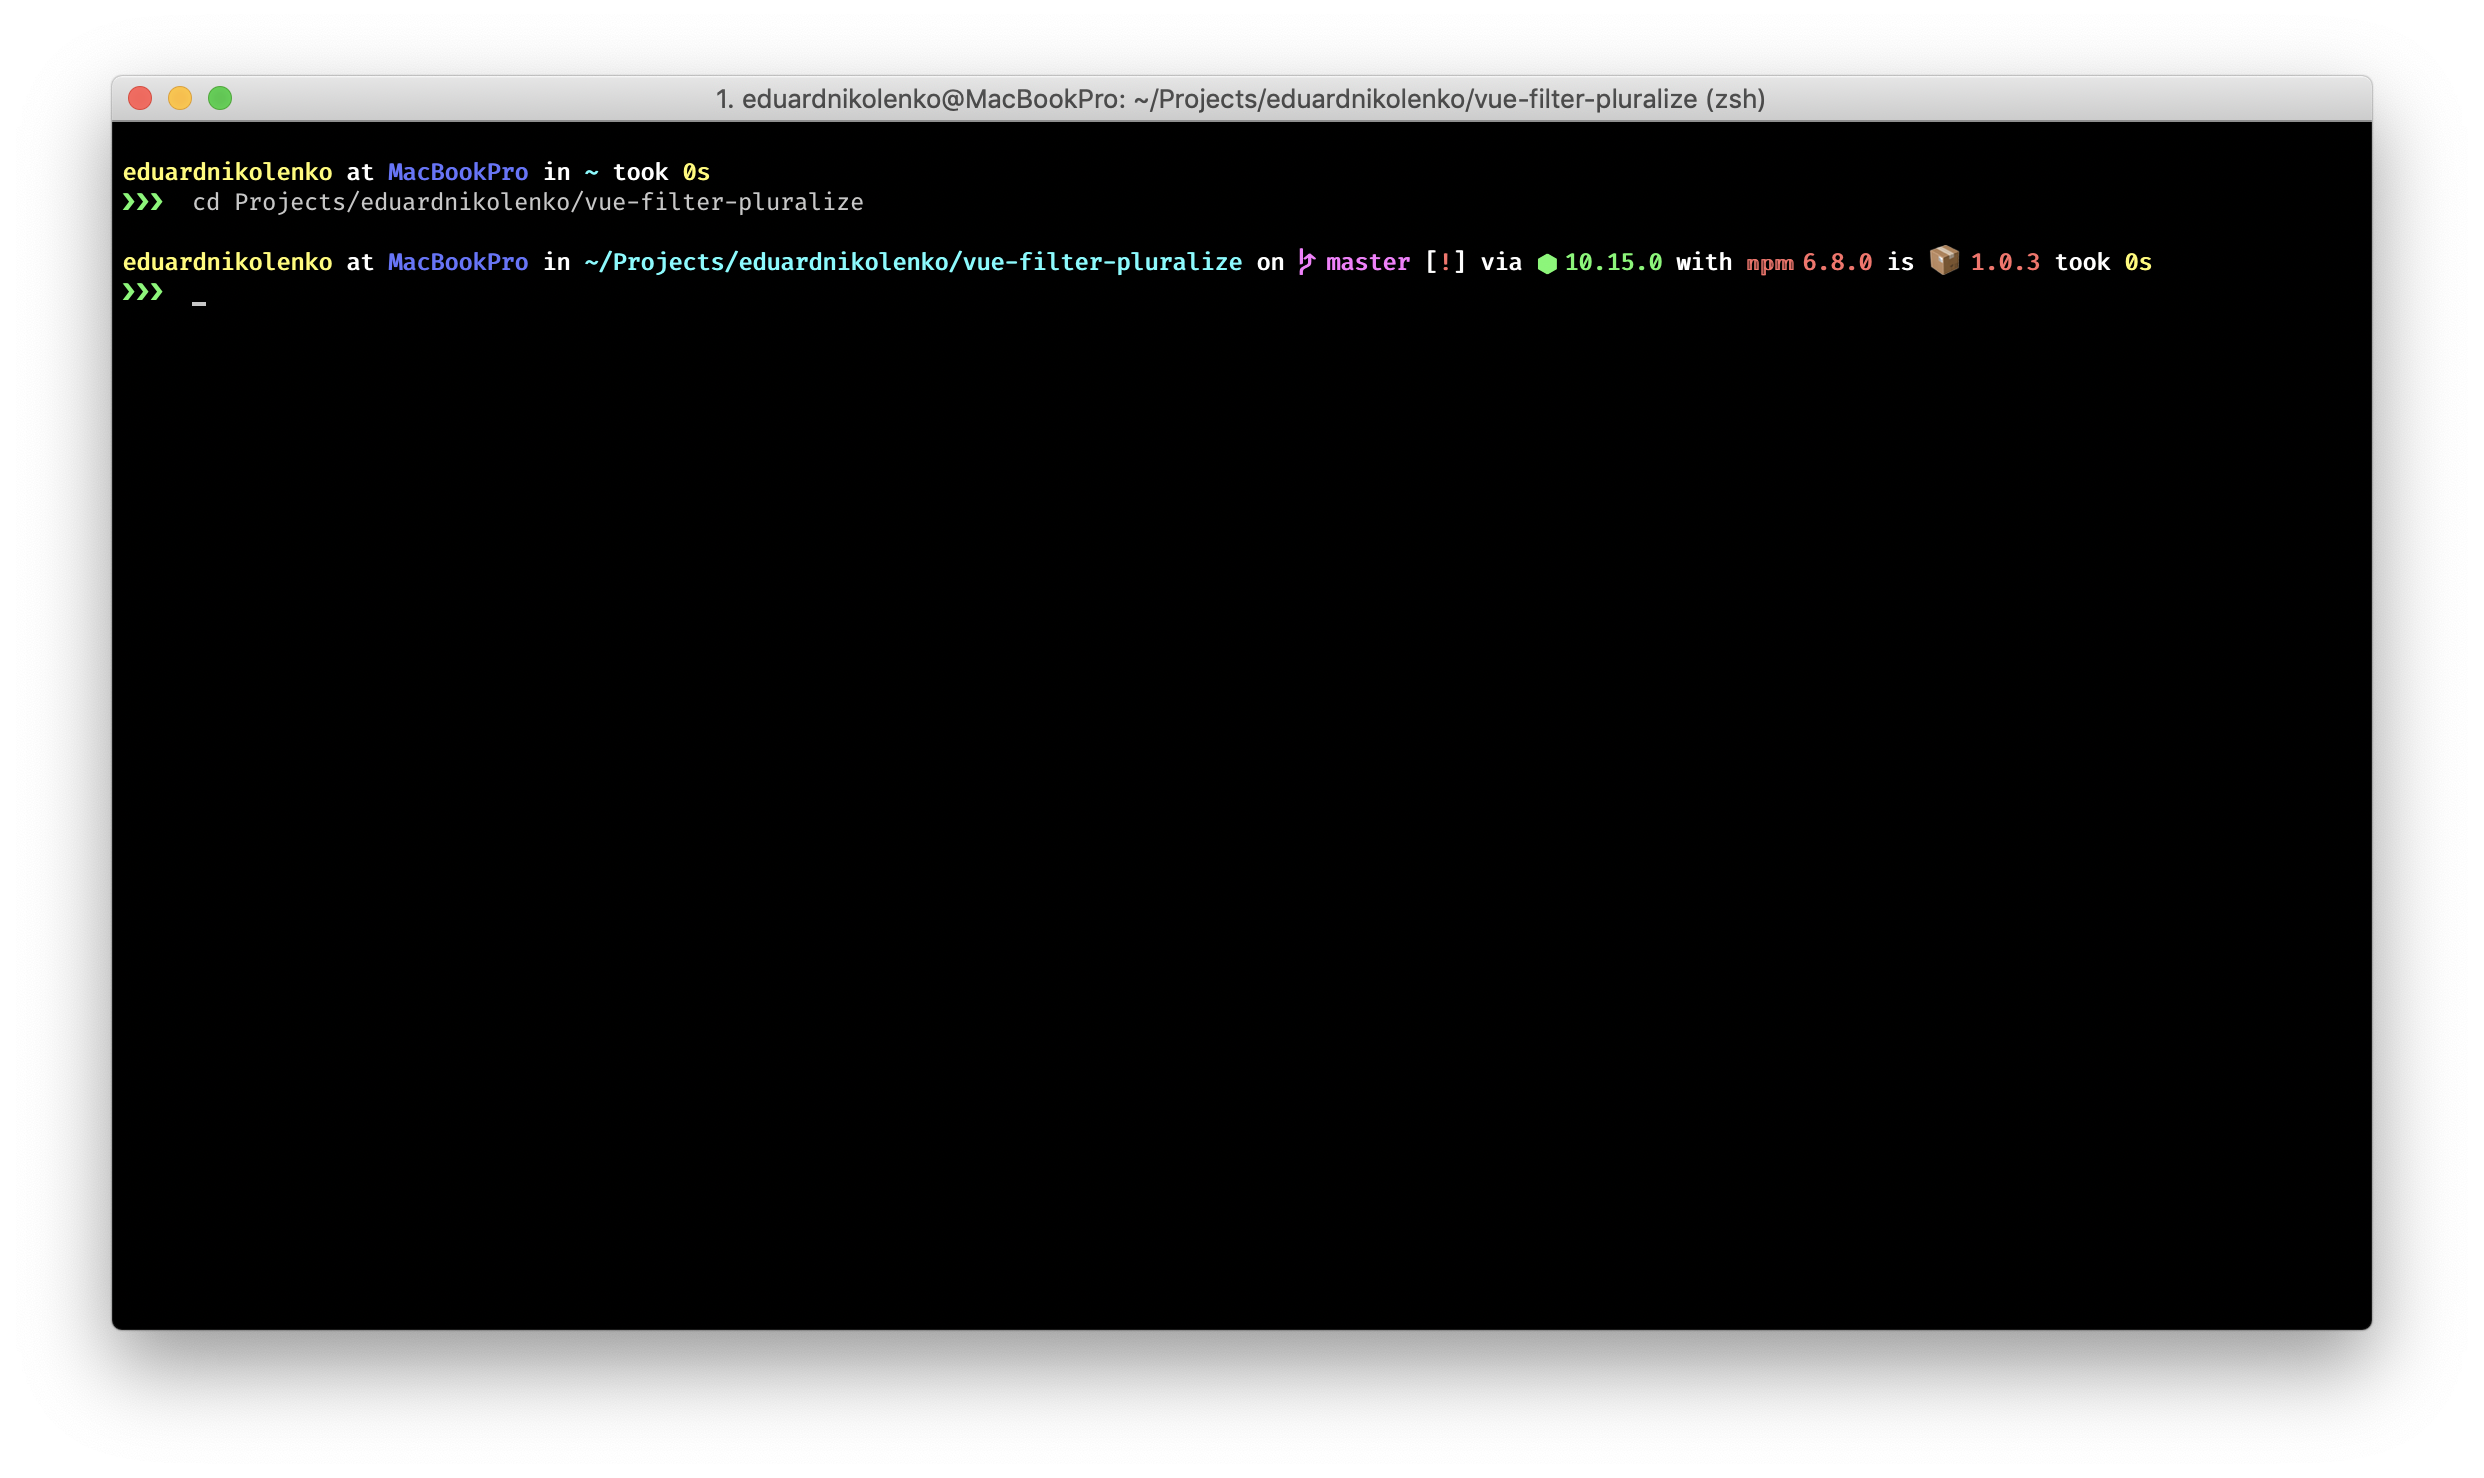 1. eduardnikolenko@MacBookPro: ~/Projects/eduardnikolenko/vue-filter-pluralize (zsh)
eduardnikolenko at MacBookPro in ~ took 0s
❯❯❯ cd Projects/eduardnikolenko/vue-filter-pluralize
eduardnikolenko at MacBookPro in ~/Projects/eduardnikolenko/vue-filter-pluralize on master [!] via ⬢ 10.15.0 with npm 6.8.0 is 📦 1.0.3 took 0s
❯❯❯ _